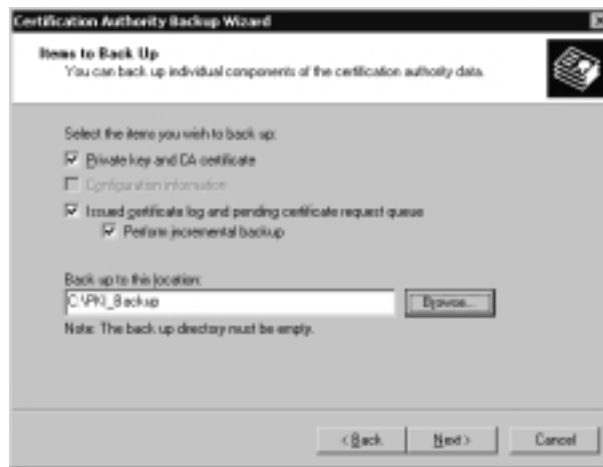 Certification Authority Backup Wizard
Items to Back Up
You can back up individual components of the certification authority data.
Select the items you wish to back up:
Private key and CA certificate
Configuration information
Issued certificate log and pending certificate request queue
Perform incremental backup
Back up to this location:
C:\PKI_Backup Browse...
Note: The back up directory must be empty.
< Back Next > Cancel